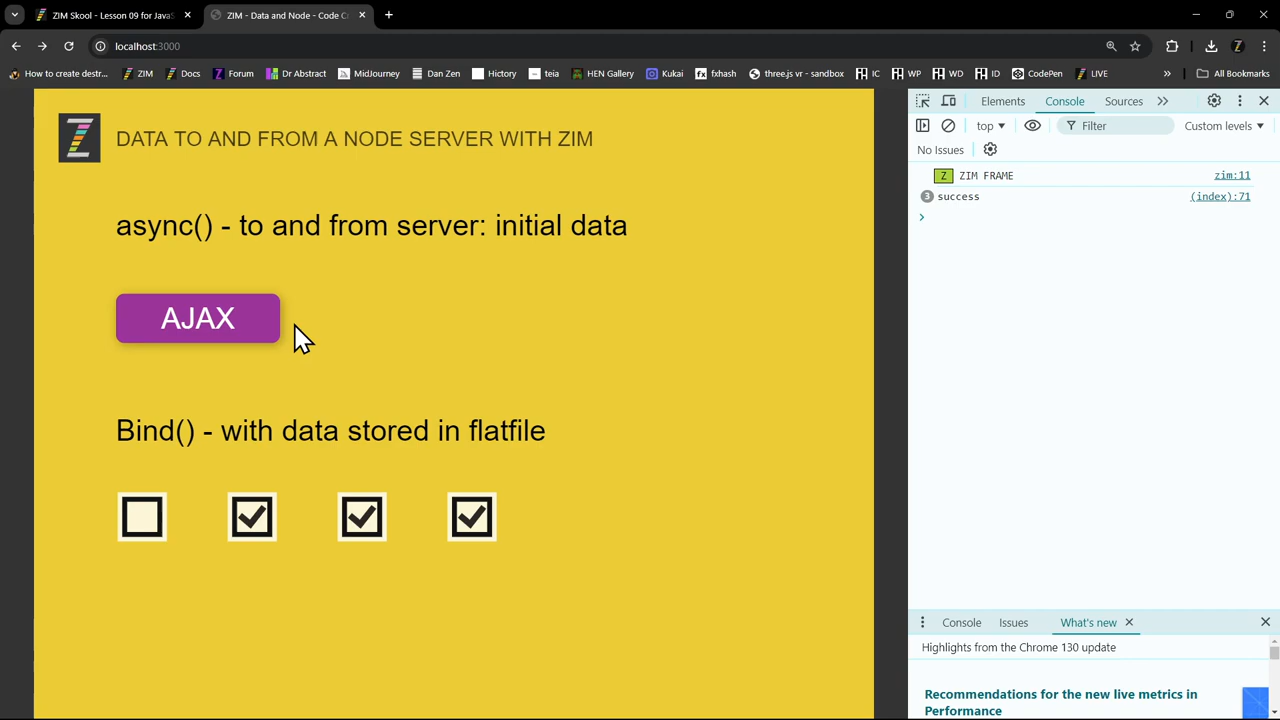 ZIM Skool - Lesson 09 for JavaS
ZIM - Data and Node - Code C
localhost:3000
How to create destr...
ZIM
Docs
Forum
Dr Abstract
MidJourney
Dan Zen
Hictory
teia
HEN Gallery
Kukai
fxhash
three.js vr - sandbox
IC
WP
WD
ID
CodePen
LIVE
»
All Bookmarks
DATA TO AND FROM A NODE SERVER WITH ZIM
async() - to and from server: initial data
AJAX
Bind() - with data stored in flatfile
Elements
Console
Sources
»
top
Filter
Custom levels
No Issues
Z ZIM FRAME zim:11
3 success (index):71
Console
Issues
What's new
Highlights from the Chrome 130 update
Recommendations for the new live metrics in
Performance